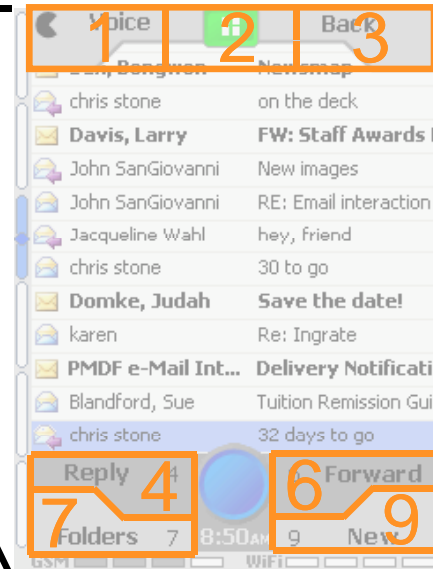 Voice Back
1 2 3
Newsmap
chris stone on the deck
Davis, Larry FW: Staff Awards
John SanGiovanni New images
John SanGiovanni RE: Email interaction
Jacqueline Wahl hey, friend
chris stone 30 to go
Domke, Judah Save the date!
karen Re: Ingrate
PMDF e-Mail Int... Delivery Notificati
Blandford, Sue Tuition Remission Gui
chris stone 32 days to go
Reply 4 4 6 Forward
7 9
Folders 7 8:50AM 9 New
GSM WiFi